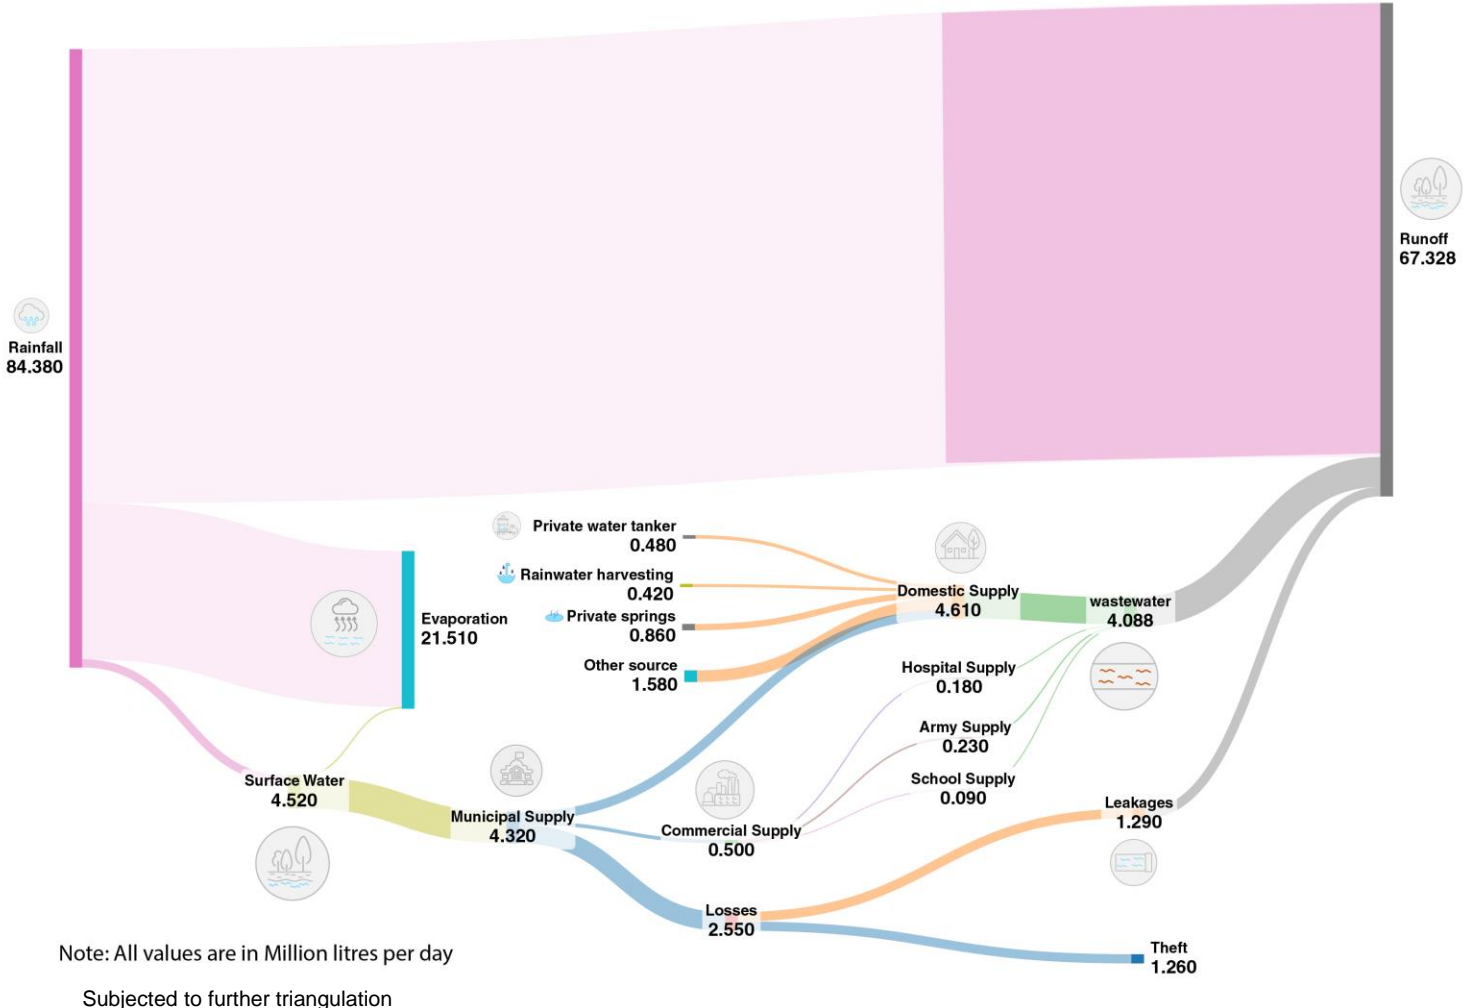 Runoff
67.328
Rainfall
84.380
Private water tanker
0.480
Rainwater harvesting
0.420
Private springs
0.860
Other source
1.580
Evaporation
21.510
Domestic Supply
4.610
wastewater
4.088
Hospital Supply
0.180
Army Supply
0.230
School Supply
0.090
Surface Water
4.520
Municipal Supply
4.320
Commercial Supply
0.500
Leakages
1.290
Losses
2.550
Theft
1.260
Note: All values are in Million litres per day
Subjected to further triangulation